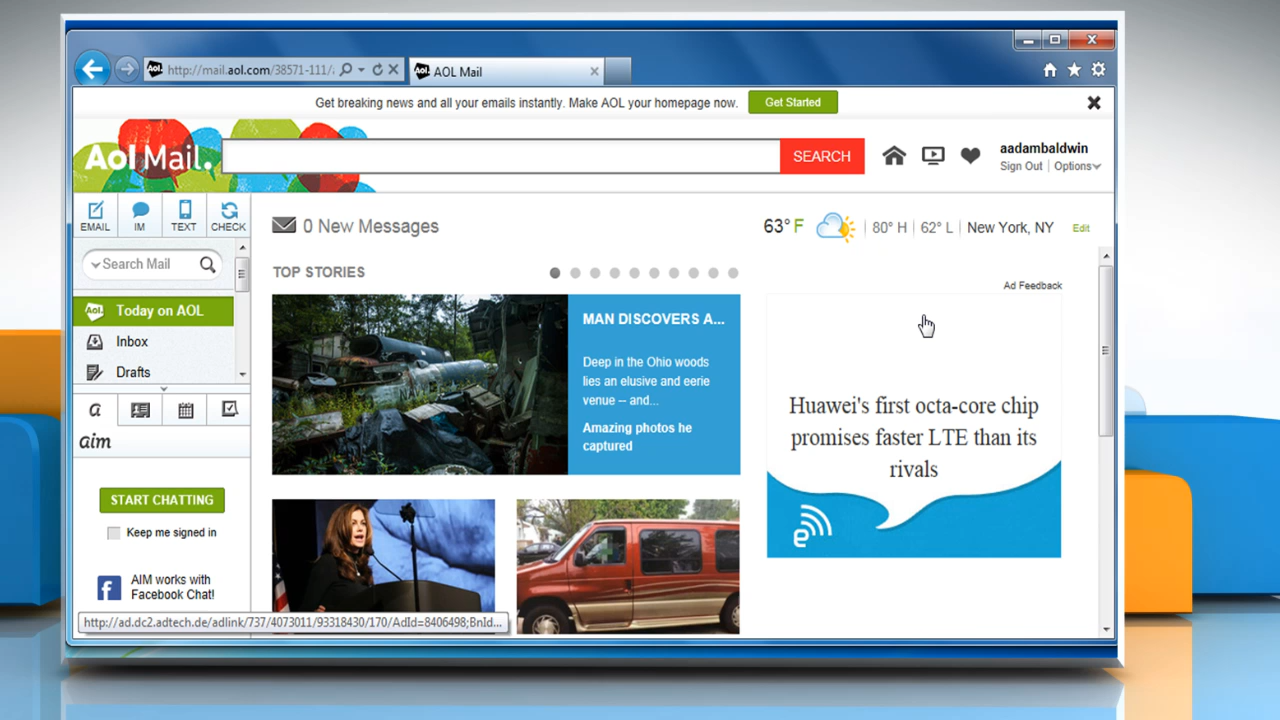 Aol. http://mail.aol.com/38571-111/
Aol. AOL Mail
Get breaking news and all your emails instantly. Make AOL your homepage now. Get Started
Aol Mail.
SEARCH
aadambaldwin
Sign Out | Options
EMAIL IM TEXT CHECK
0 New Messages
63° F | 80° H | 62° L | New York, NY Edit
Search Mail
TOP STORIES
Ad Feedback
Aol. Today on AOL
Inbox
Drafts
MAN DISCOVERS A...
Deep in the Ohio woods
lies an elusive and eerie
venue -- and...
Amazing photos he
captured
NAV
Huawei's first octa-core chip
promises faster LTE than its
rivals
a
aim
START CHATTING
Keep me signed in
f AIM works with
Facebook Chat!
e
http://ad.dc2.adtech.de/adlink/737/4073011/93318430/170/AdId=8406498;BnId...